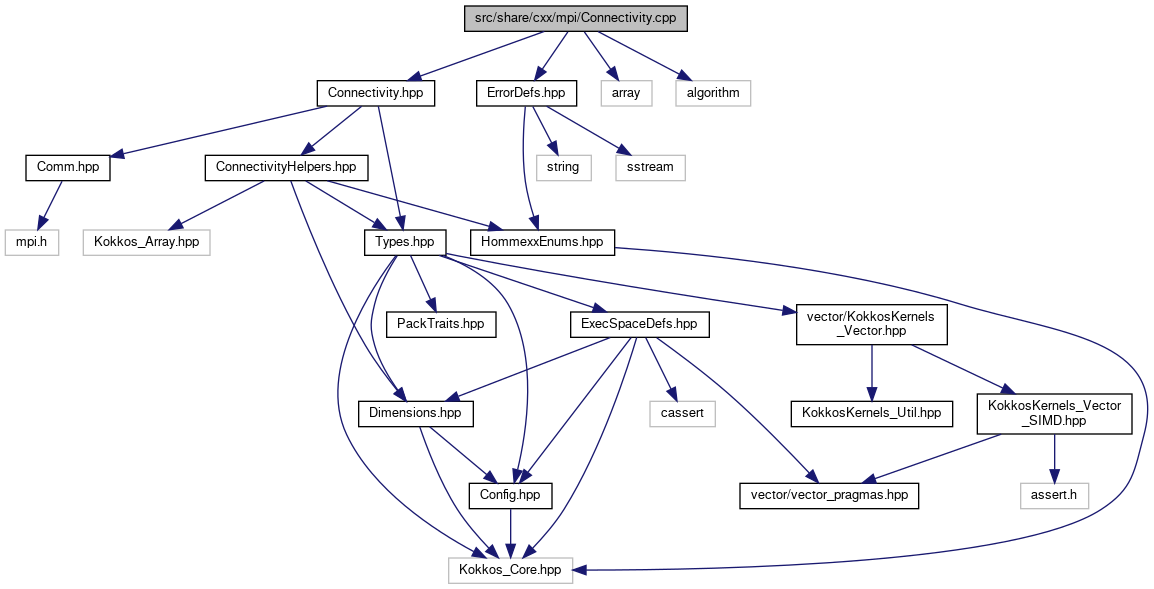 src/share/cxx/mpi/Connectivity.cpp
Connectivity.hpp
ErrorDefs.hpp
array
algorithm
Comm.hpp
ConnectivityHelpers.hpp
string
sstream
mpi.h
Kokkos_Array.hpp
Types.hpp
HommexxEnums.hpp
PackTraits.hpp
ExecSpaceDefs.hpp
vector/KokkosKernels
_Vector.hpp
Dimensions.hpp
cassert
KokkosKernels_Util.hpp
KokkosKernels_Vector
_SIMD.hpp
Config.hpp
vector/vector_pragmas.hpp
assert.h
Kokkos_Core.hpp